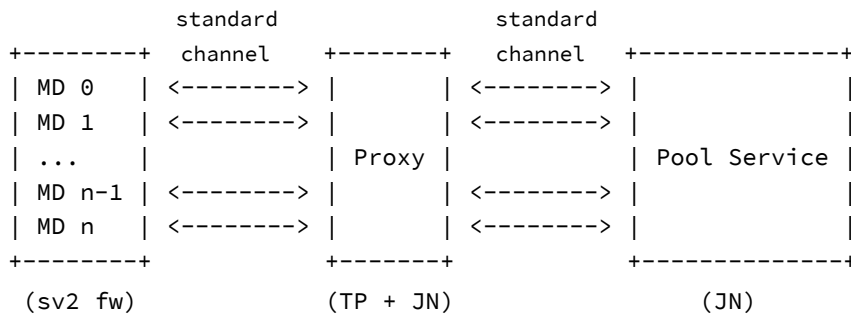 standard standard
+--------+ channel +-------+ channel +---------------+
| MD 0 | <--------> | | <--------> | |
| MD 1 | <--------> | | <--------> | |
| ... | | Proxy | | Pool Service |
| MD n-1 | <--------> | | <--------> | |
| MD n | <--------> | | <--------> | |
+--------+ +-------+ +---------------+
(sv2 fw) (TP + JN) (JN)